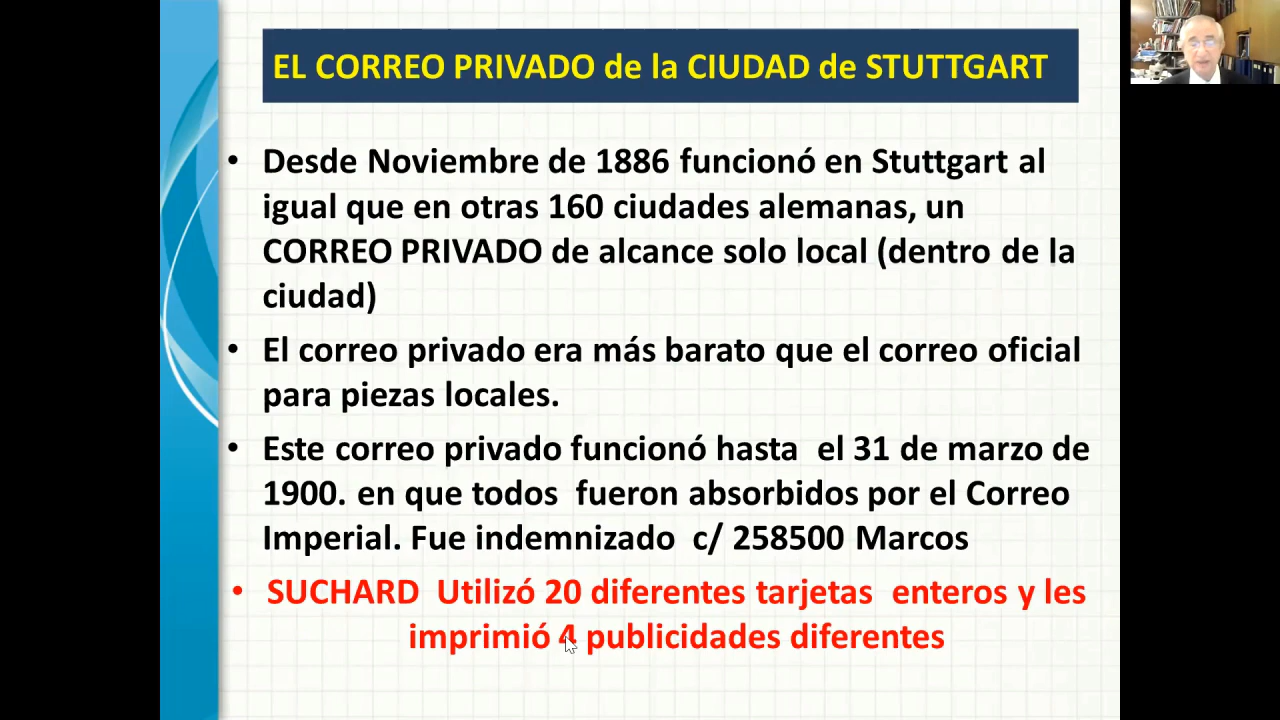 EL CORREO PRIVADO de la CIUDAD de STUTTGART
• Desde Noviembre de 1886 funcionó en Stuttgart al
igual que en otras 160 ciudades alemanas, un
CORREO PRIVADO de alcance solo local (dentro de la
ciudad)
• El correo privado era más barato que el correo oficial
para piezas locales.
• Este correo privado funcionó hasta el 31 de marzo de
1900. en que todos fueron absorbidos por el Correo
Imperial. Fue indemnizado c/ 258500 Marcos
• SUCHARD Utilizó 20 diferentes tarjetas enteros y les
imprimió 4 publicidades diferentes